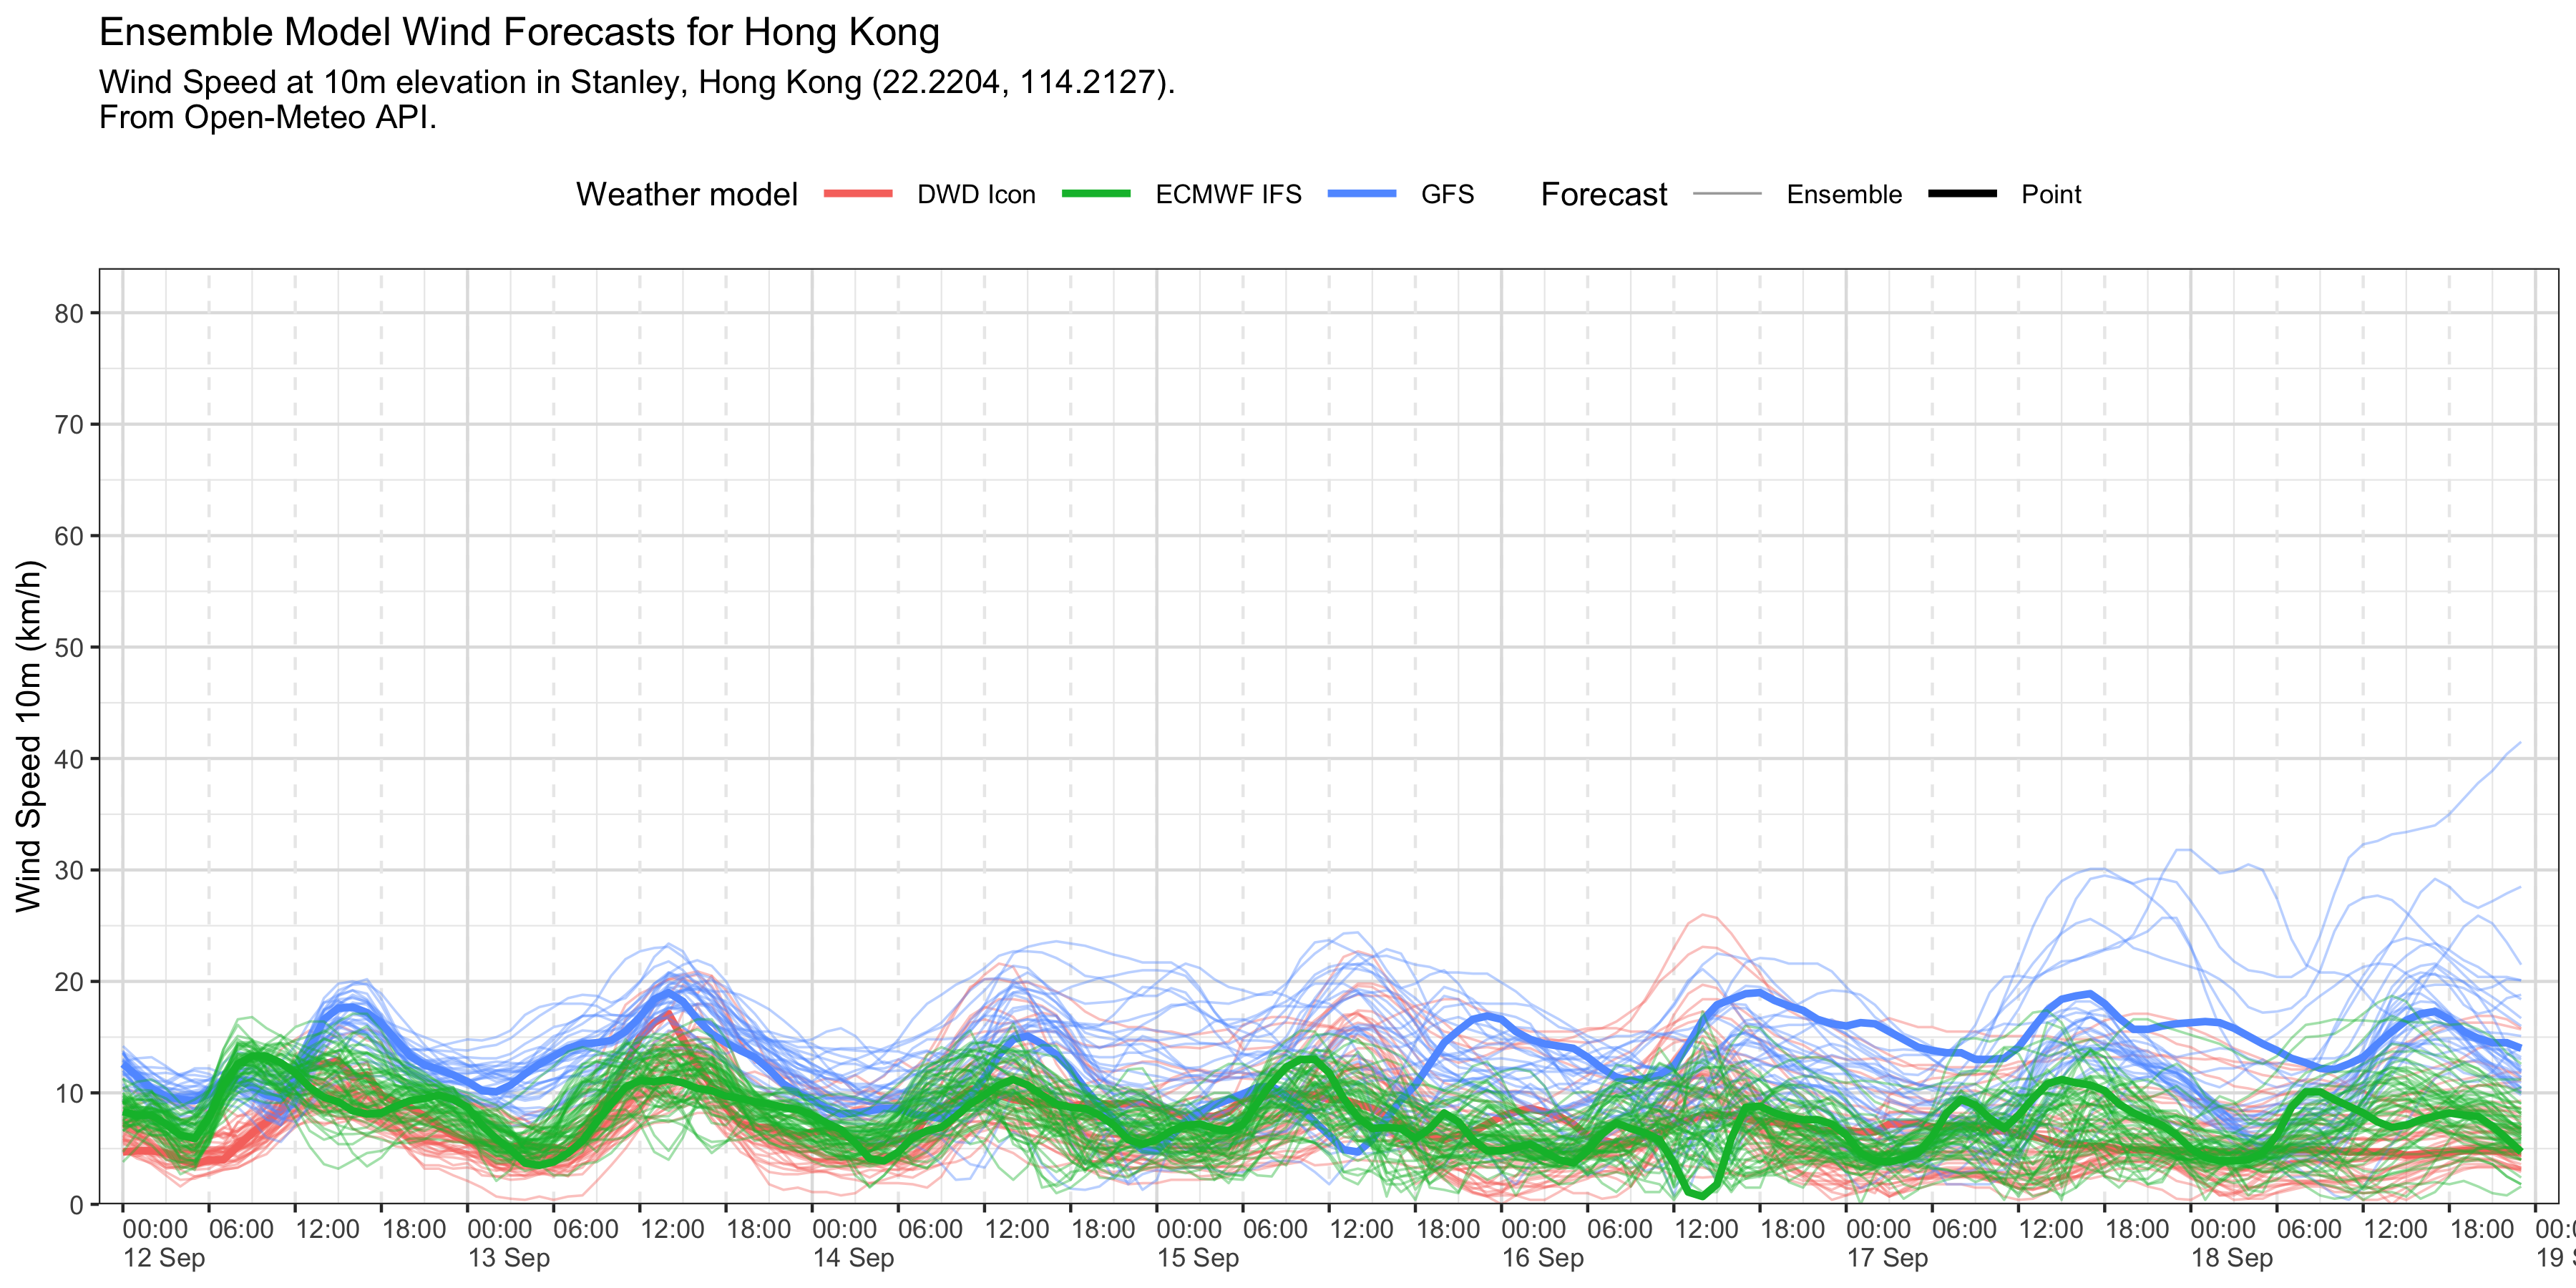 Ensemble Model Wind Forecasts for Hong Kong
Wind Speed at 10m elevation in Stanley, Hong Kong (22.2204, 114.2127).
From Open-Meteo API.
Weather model DWD Icon ECMWF IFS GFS Forecast Ensemble Point
Wind Speed 10m (km/h)
80
70
60
50
40
30
20
10
0
00:00 06:00 12:00 18:00 00:00 06:00 12:00 18:00 00:00 06:00 12:00 18:00 00:00 06:00 12:00 18:00 00:00 06:00 12:00 18:00 00:00 06:00 12:00 18:00 00:00 06:00 12:00 18:00
12 Sep 13 Sep 14 Sep 15 Sep 16 Sep 17 Sep 18 Sep